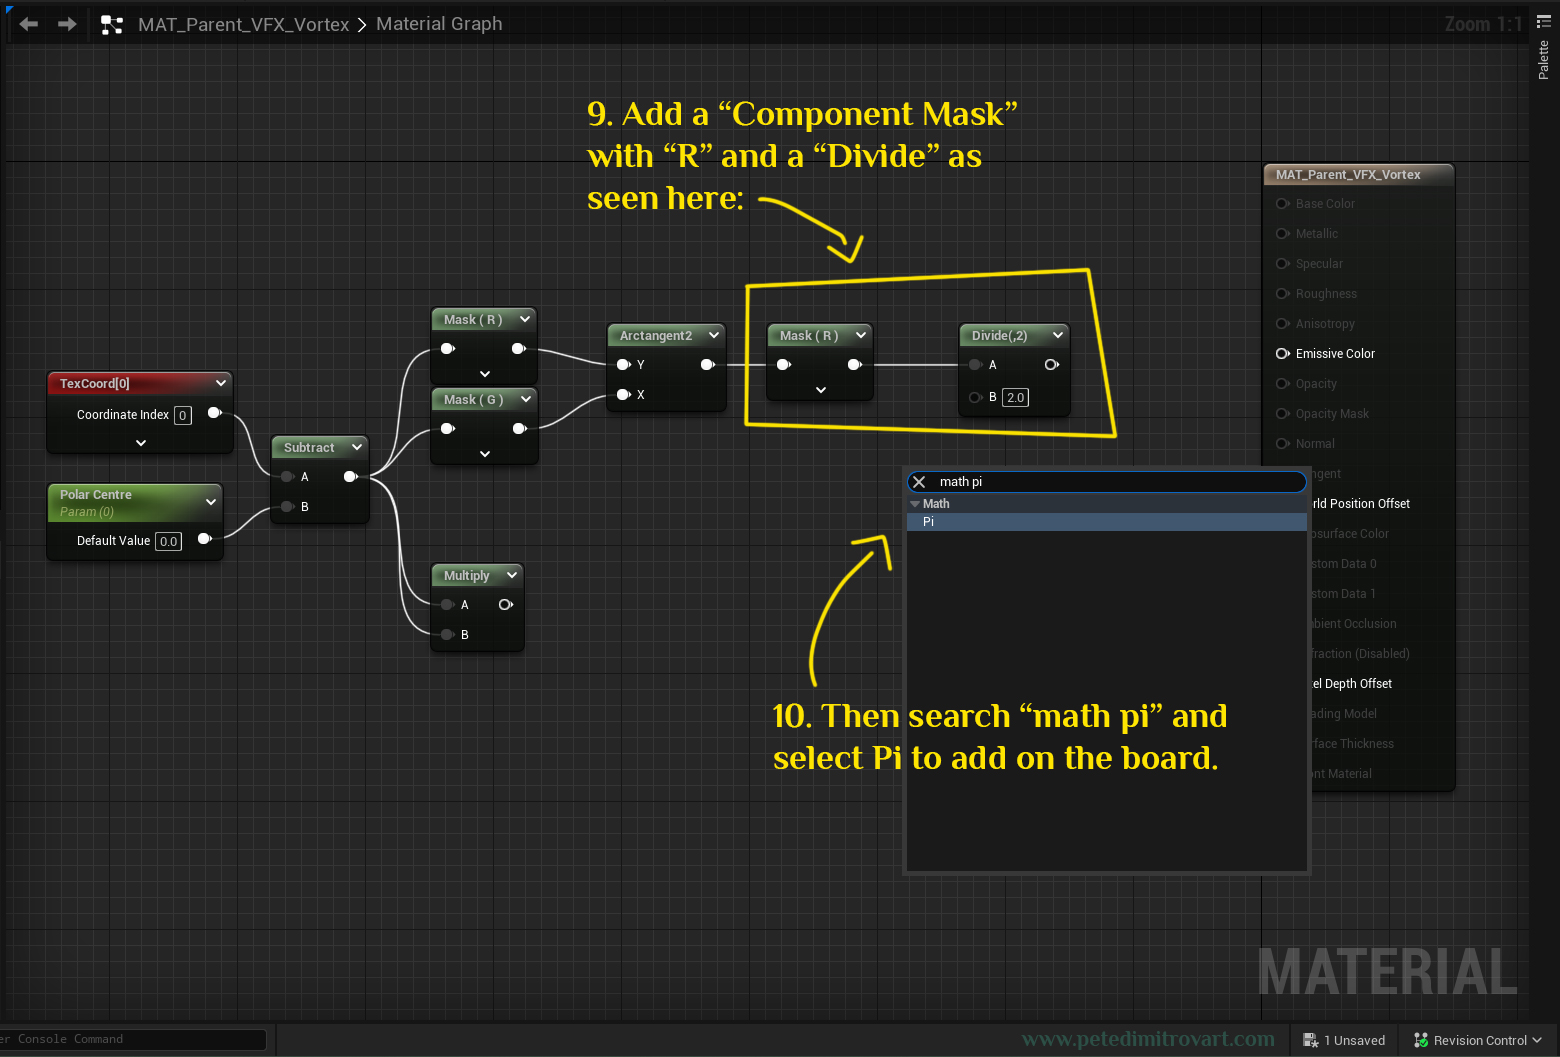 MAT_Parent_VFX_Vortex > Material Graph
Zoom 1:1
Palette
9. Add a “Component Mask”
with “R” and a “Divide” as
seen here:
MAT_Parent_VFX_Vortex
Base Color
Metallic
Specular
Roughness
Anisotropy
Emissive Color
Opacity
Opacity Mask
Normal
ngent
rld Position Offset
surface Color
stom Data 0
stom Data 1
bient Occlusion
fraction (Disabled)
el Depth Offset
ading Model
rface Thickness
nt Material
Mask ( R )
Mask ( G )
Arctangent2
Y
X
Mask ( R )
Divide(,2)
A
B 2.0
TexCoord[0]
Coordinate Index 0
Subtract
A
B
Polar Centre
Param (0)
Default Value 0.0
Multiply
A
B
math pi
Math
Pi
10. Then search “math pi” and
select Pi to add on the board.
MATERIAL
er Console Command
www.petedimitrovart.com
1 Unsaved
Revision Control